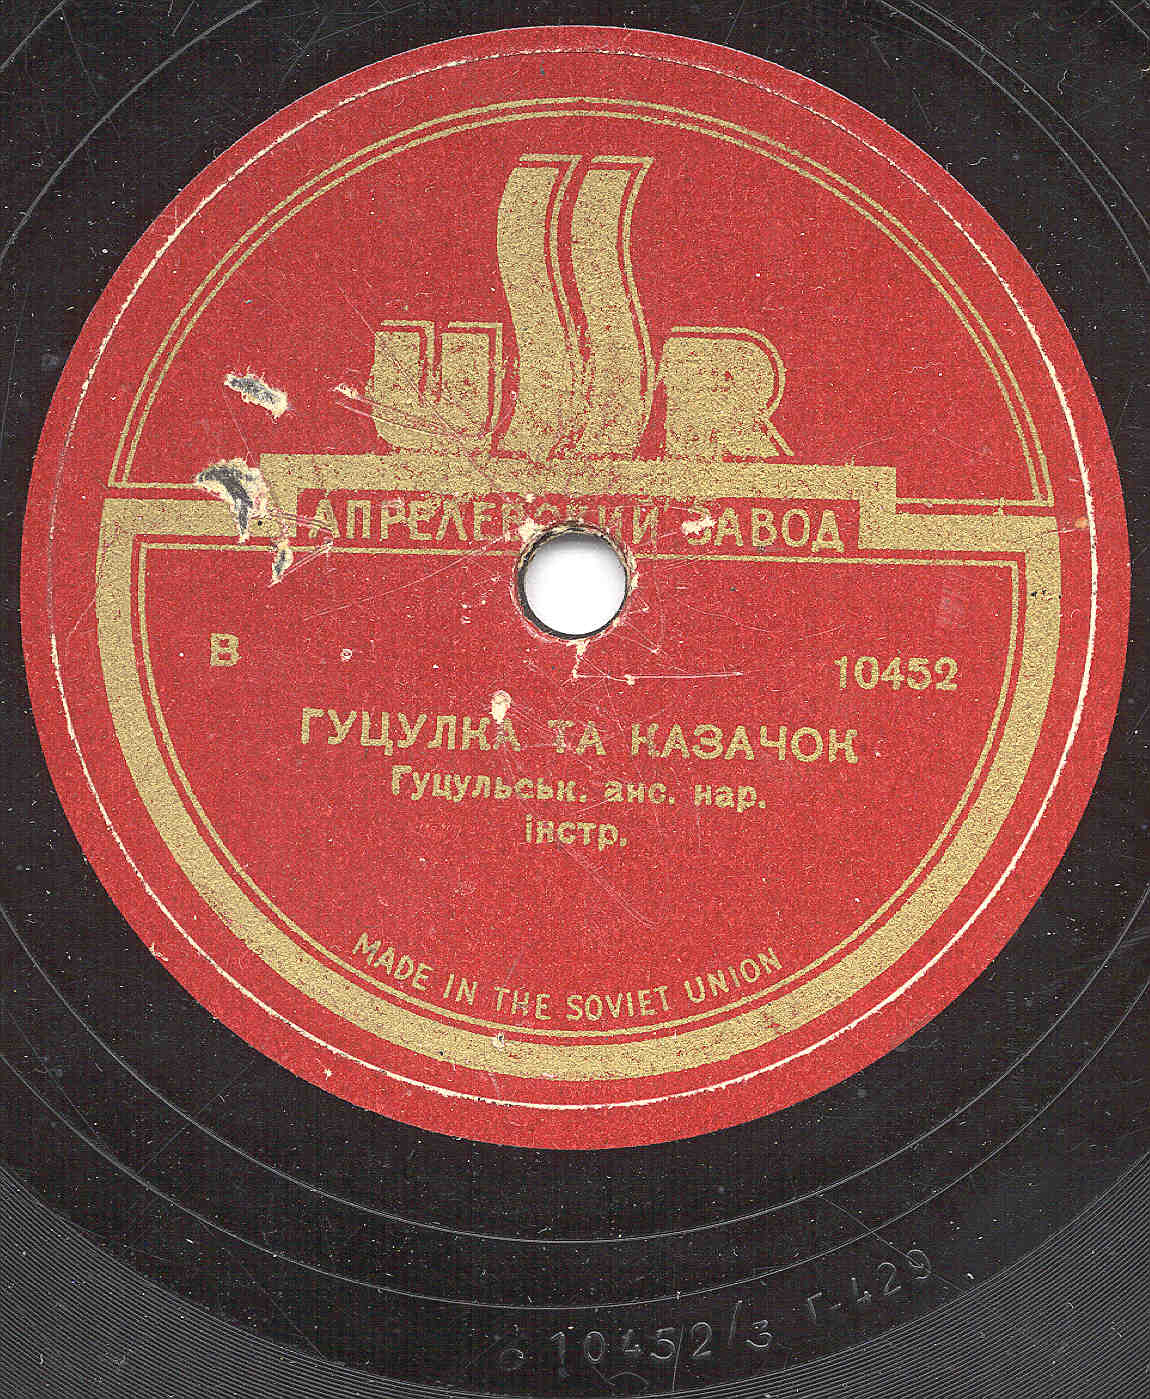 USSR
АПРЕЛЕВСКИЙ ЗАВОД
В 10452
ГУЦУЛКА ТА КАЗАЧОК
Гуцульськ. анс. нар.
інстр.
MADE IN THE SOVIET UNION
10452/3 Г-429